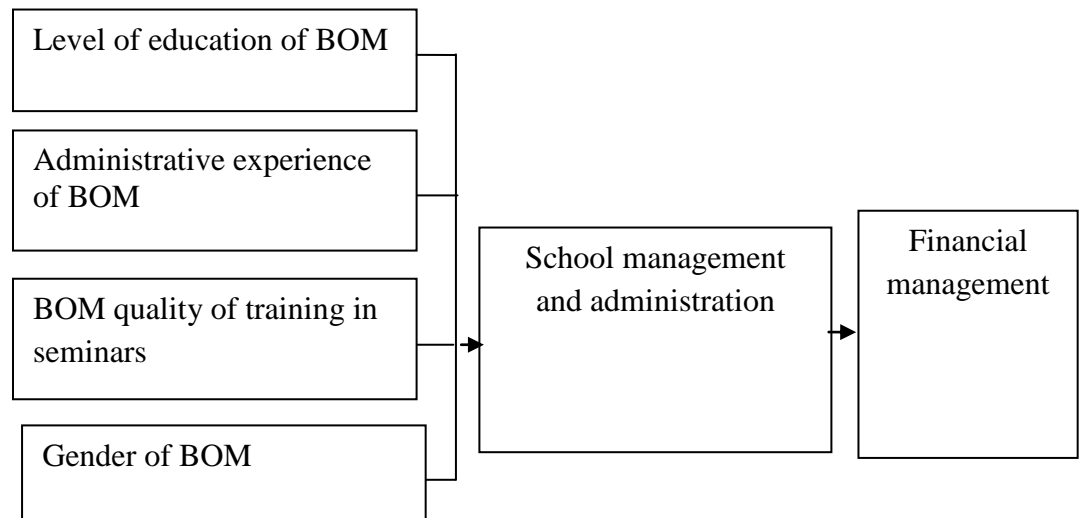 Level of education of BOM
Administrative experience
of BOM
BOM quality of training in
seminars
Gender of BOM
School management
and administration
Financial
management